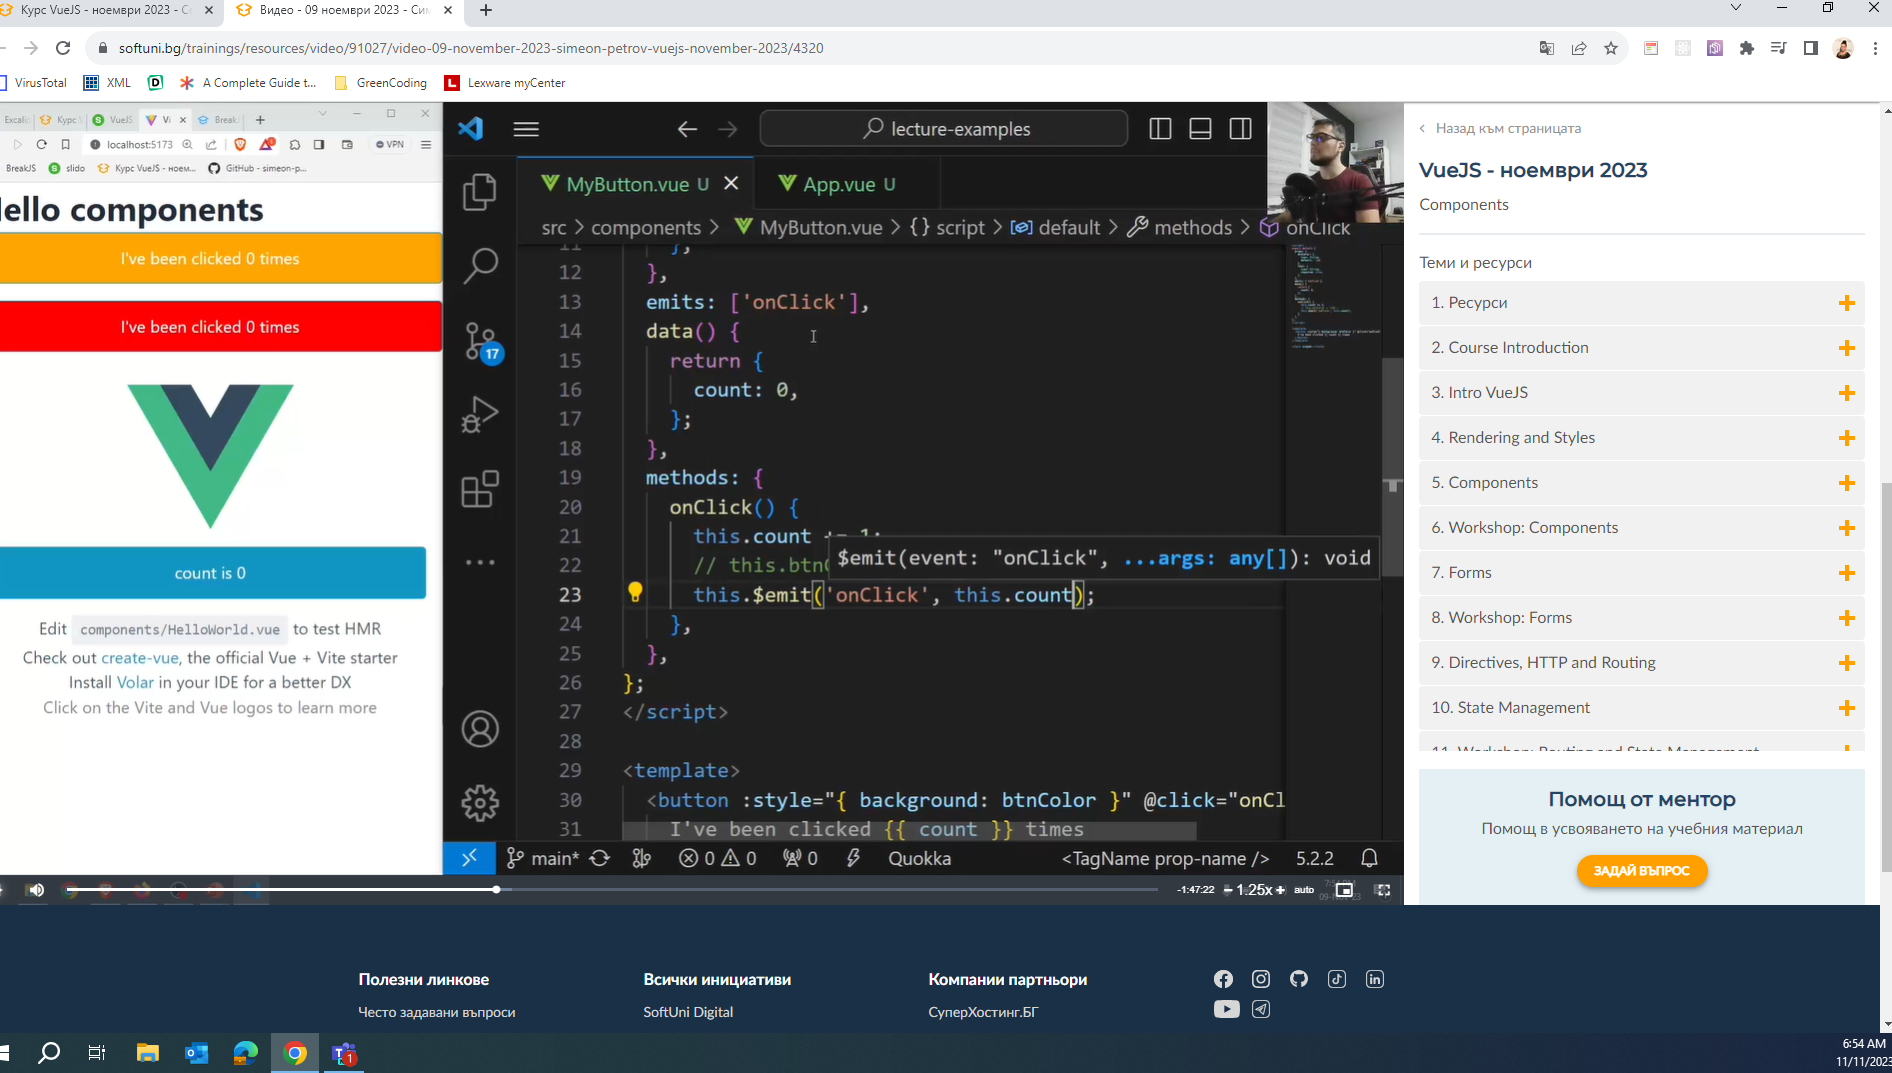 Курс VueJS - ноември 2023 - С
Видео - 09 ноември 2023 - Сим
softuni.bg/trainings/resources/video/91027/video-09-november-2023-simeon-petrov-vuejs-november-2023/4320
VirusTotal
XML
A Complete Guide t...
GreenCoding
Lexware myCenter
VueJS
Vi
BreakJ
localhost:5173
VPN
BreakJS
slido
Курс VueJS - ноем...
GitHub - simeon-p...
ello components
I've been clicked 0 times
I've been clicked 0 times
count is 0
Edit components/HelloWorld.vue to test HMR
Check out create-vue, the official Vue + Vite starter
Install Volar in your IDE for a better DX
Click on the Vite and Vue logos to learn more
lecture-examples
MyButton.vue U
App.vue U
src > components > MyButton.vue > {} script > default > methods > onClick
17
11 },
12 },
13 emits: ['onClick'],
14 data() {
15 return {
16 count: 0,
17 };
18 },
19 methods: {
20 onClick() {
21 this.count += 1;
22 // this.btn
$emit(event: "onClick", ...args: any[]): void
23 this.$emit('onClick', this.count);
24 },
25 },
26 };
27 </script>
28
29 <template>
30 <button :style="{ background: btnColor }" @click="onCl
31 I've been clicked {{ count }} times
main*
0
0
0
Quokka
<TagName prop-name />
5.2.2
-1:47:22
1.25x
auto
Назад към страницата
VueJS - ноември 2023
Components
Теми и ресурси
1. Ресурси
2. Course Introduction
3. Intro VueJS
4. Rendering and Styles
5. Components
6. Workshop: Components
7. Forms
8. Workshop: Forms
9. Directives, HTTP and Routing
10. State Management
11. Workshop: Routing and State Management
Помощ от ментор
Помощ в усвояването на учебния материал
ЗАДАЙ ВЪПРОС
Полезни линкове
Често задавани въпроси
Всички инициативи
SoftUni Digital
Компании партньори
СуперХостинг.БГ
6:54 AM
11/11/2023